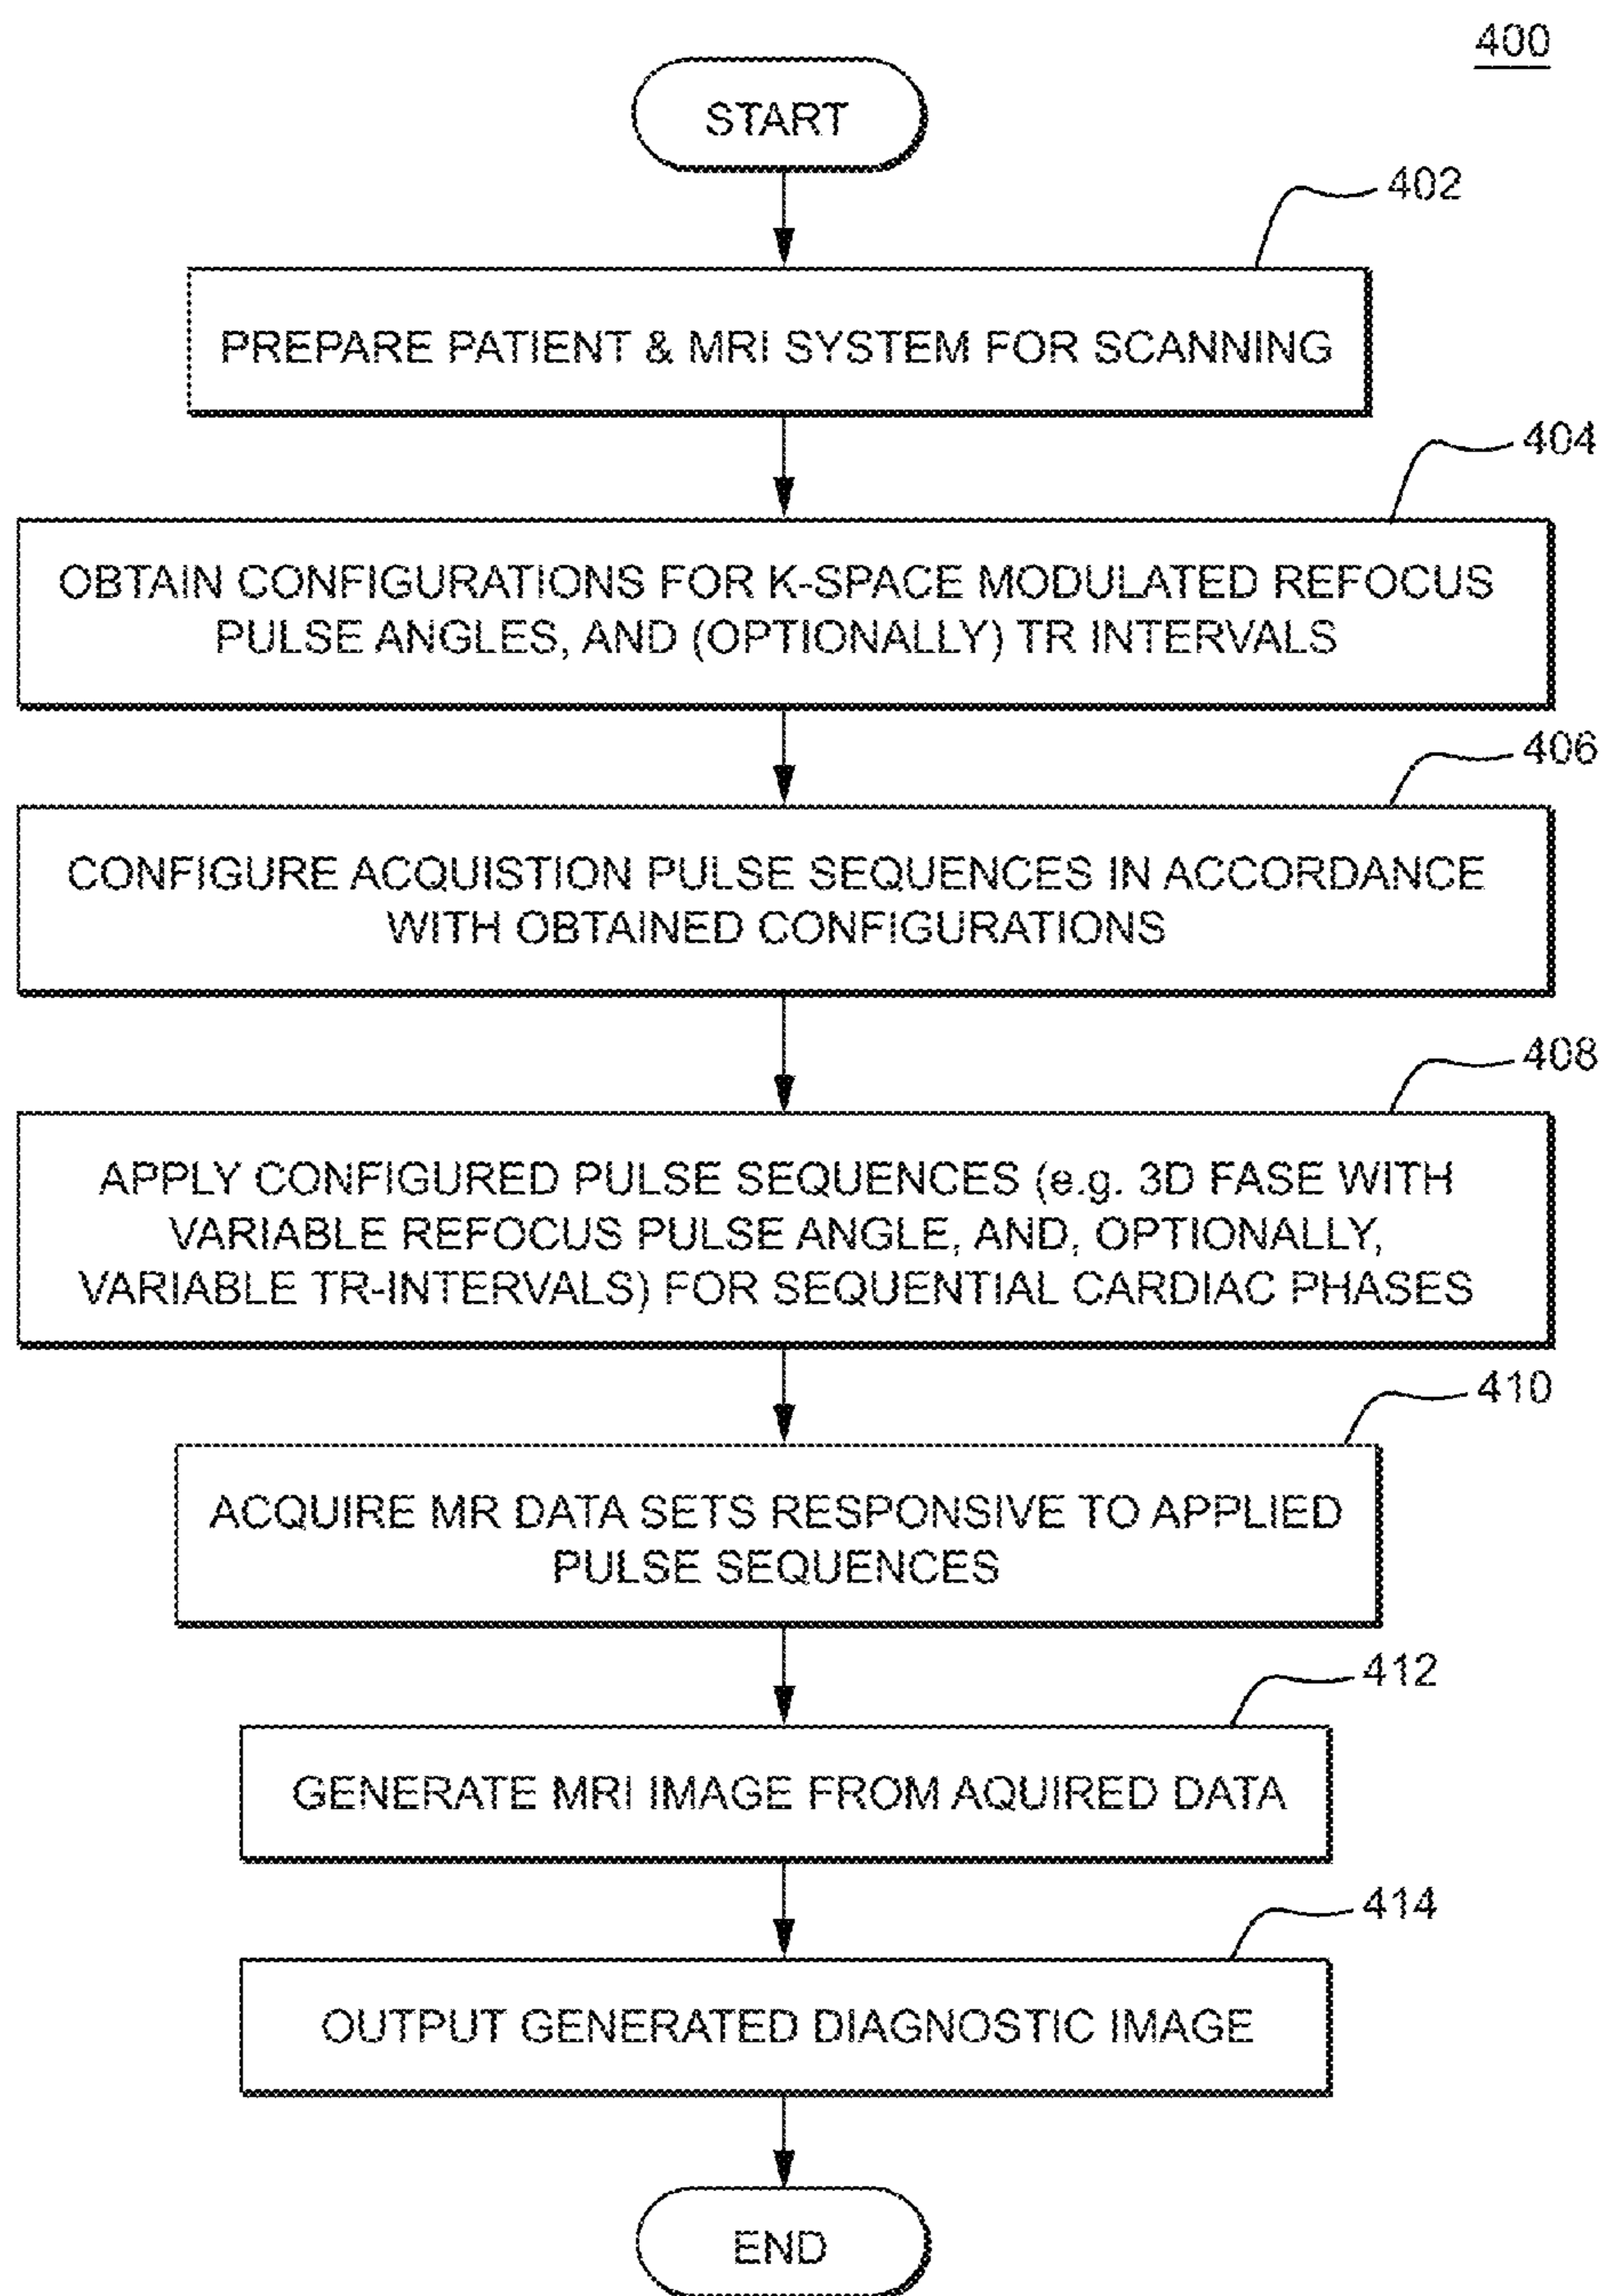 400
START
402
PREPARE PATIENT & MRI SYSTEM FOR SCANNING
404
OBTAIN CONFIGURATIONS FOR K-SPACE MODULATED REFOCUS
PULSE ANGLES, AND (OPTIONALLY) TR INTERVALS
406
CONFIGURE ACQUISTION PULSE SEQUENCES IN ACCORDANCE
WITH OBTAINED CONFIGURATIONS
408
APPLY CONFIGURED PULSE SEQUENCES (e.g. 3D FASE WITH
VARIABLE REFOCUS PULSE ANGLE, AND, OPTIONALLY,
VARIABLE TR-INTERVALS) FOR SEQUENTIAL CARDIAC PHASES
410
ACQUIRE MR DATA SETS RESPONSIVE TO APPLIED
PULSE SEQUENCES
412
GENERATE MRI IMAGE FROM AQUIRED DATA
414
OUTPUT GENERATED DIAGNOSTIC IMAGE
END